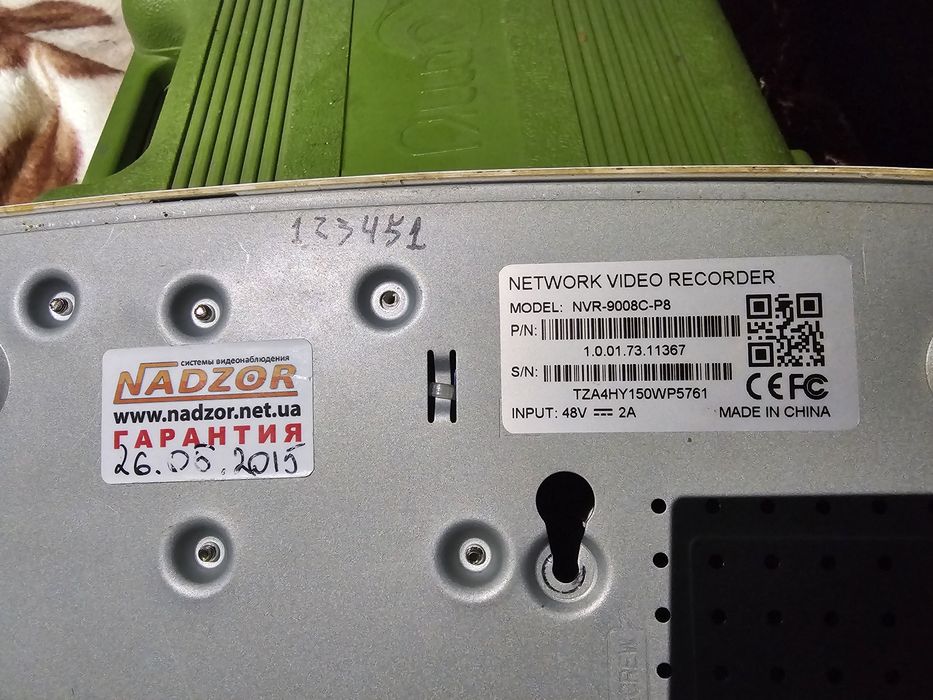 123451
NETWORK VIDEO RECORDER
MODEL: NVR-9008C-P8
P/N:
1.0.01.73.11367
S/N:
TZA4HY150WP5761
INPUT: 48V ⎓ 2A
CE FC
MADE IN CHINA
системы видеонаблюдения
NADZOR
www.nadzor.net.ua
ГАРАНТИЯ
26.05.2015